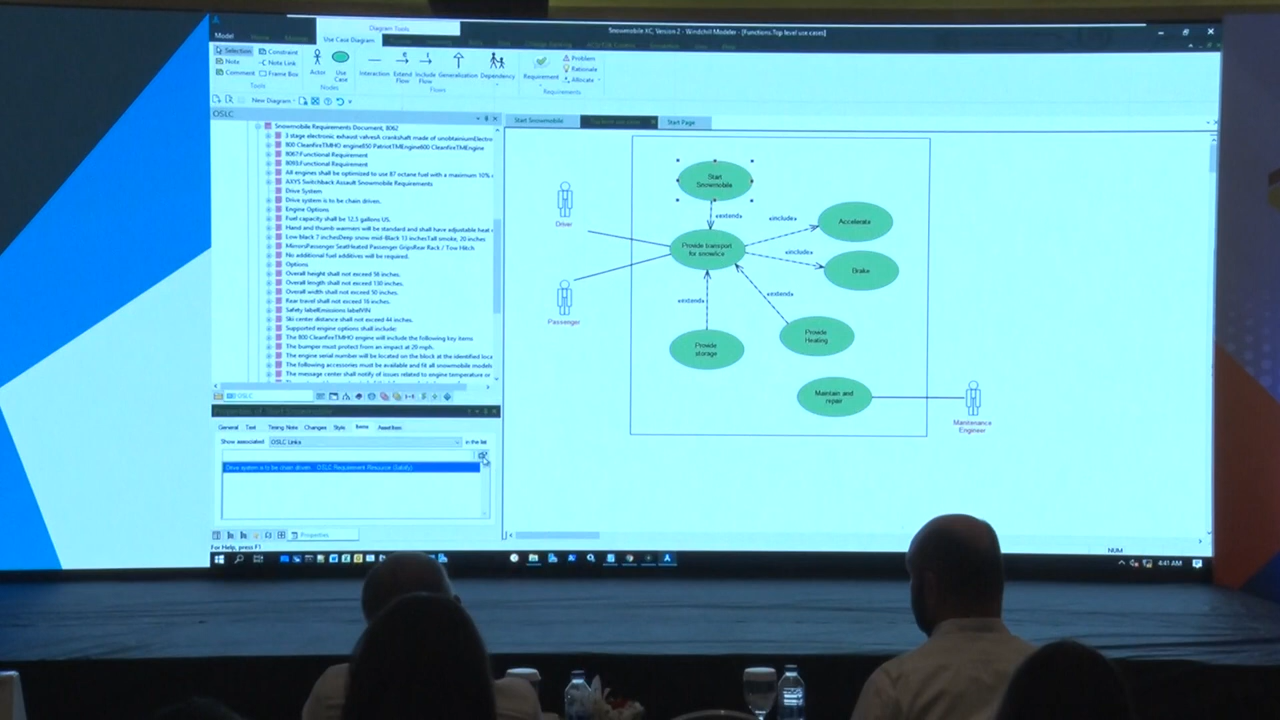 Diagram Tools
Snowmobile XC, Version 2 - Windchill Modeler - [Functions.Top level use cases]
Model
Use Case Diagram
Selection
Constraint
Note
Note Link
Comment
Frame Box
Tools
Actor
Use Case
Nodes
Interaction
Extend Flow
Include Flow
Generalization
Dependency
Flows
Requirement
Problem
Rationale
Allocate
Requirements
New Diagram
OSLC
Start Snowmobile
Start Page
Snowmobile Requirements Document, 8062
3 stage electronic exhaust valvesA crankshaft made of unobtainiumElectro
800 CleanfireTMHO engine850 PatriotTMEngine600 CleanfireTMEngine
8067:Functional Requirement
8093:Functional Requirement
All engines shall be optimized to use 87 octane fuel with a maximum 10%
AXYS Switchback Assault Snowmobile Requirements
Drive System
Drive system is to be chain driven.
Engine Options
Fuel capacity shall be 12.5 gallons US.
Hand and thumb warmers will be standard and shall have adjustable heat
Low black 7 inchesDeep snow mid-Black 13 inchesTall smoke, 20 inches
MirrorsPassenger SeatHeated Passenger GripsRear Rack / Tow Hitch
No additional fuel additives will be required.
Options
Overall height shall not exceed 56 inches.
Overall length shall not exceed 130 inches.
Overall width shall not exceed 50 inches.
Rear travel shall not exceed 16 inches.
Safety labelEmissions labelVIN
Ski center distance shall not exceed 44 inches.
Supported engine options shall include:
The 800 CleanfireTMHO engine will include the following key items
The bumper must protect from an impact at 20 mph.
The engine serial number will be located on the block at the identified loca
The following accessories must be available and fit all snowmobile models
The message center shall notify of issues related to engine temperature or
OSLC
Properties of Start Snowmobile
General Text Timing Note Changes Style Items Asset Item
Show associated OSLC Links in the list
Drive system is to be chain driven. OSLC Requirement Resource (Satisfy)
Properties
For Help, press F1
Start
Snowmobile
«extend»
Driver
«include»
Accelerate
Provide transport
for snow/ice
«include»
Brake
Passenger
«extend»
«extend»
Provide
Heating
Provide
storage
Maintain and
repair
Maintenance
Engineer
NUM
4:41 AM